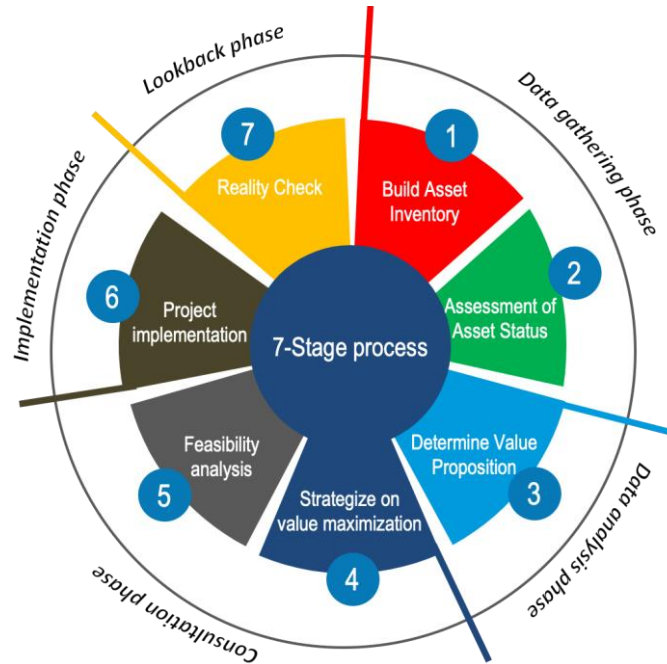 Lookback phase
Data gathering phase
Implementation phase
7
Reality Check
1
Build Asset
Inventory
2
Assessment of
Asset Status
6
Project
implementation
7-Stage process
Feasibility
analysis
5
Determine Value
Proposition
3
Strategize on
value maximization
4
Data analysis phase
Consultation phase